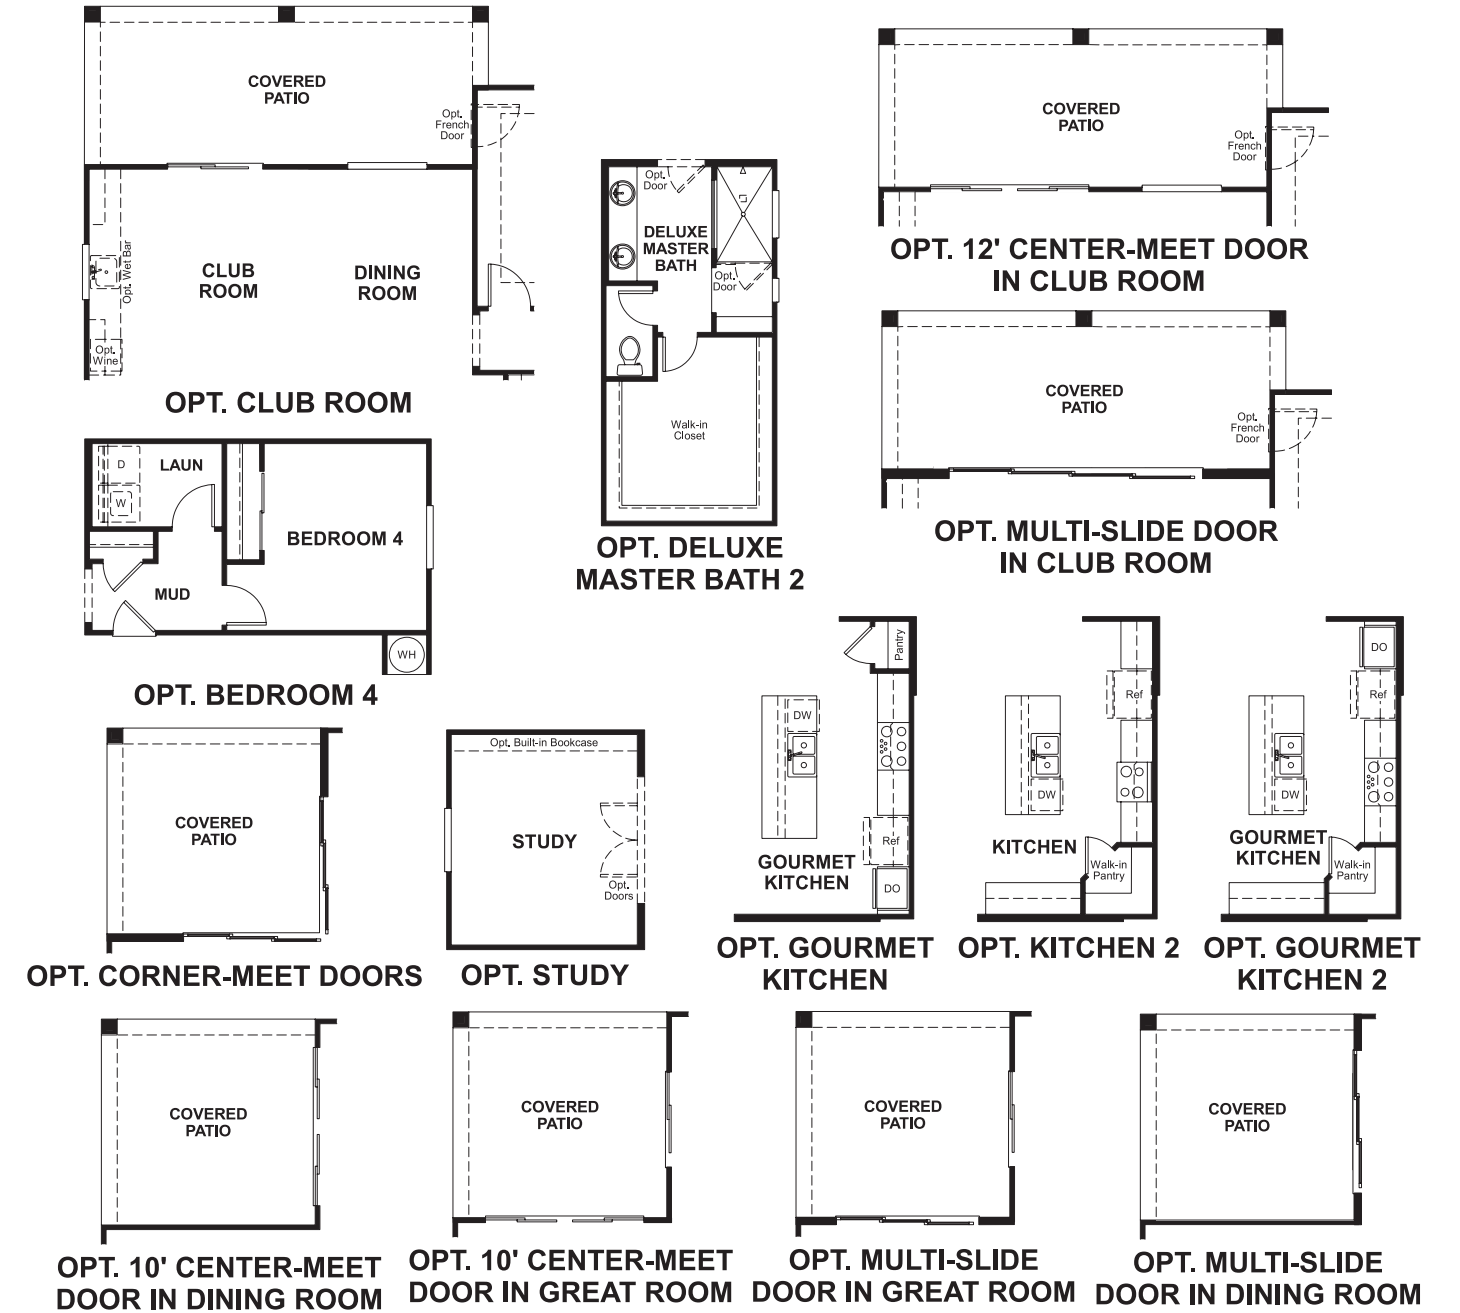 COVERED
PATIO
Opt.
French
Door
Opt. Wet Bar
CLUB
ROOM
DINING
ROOM
Opt.
Wine
OPT. CLUB ROOM
Opt.
Door
DELUXE
MASTER
BATH
Opt.
Door
Walk-in
Closet
OPT. DELUXE
MASTER BATH 2
COVERED
PATIO
Opt.
French
Door
OPT. 12' CENTER-MEET DOOR
IN CLUB ROOM
COVERED
PATIO
Opt.
French
Door
OPT. MULTI-SLIDE DOOR
IN CLUB ROOM
D
LAUN
W
BEDROOM 4
MUD
WH
OPT. BEDROOM 4
COVERED
PATIO
OPT. CORNER-MEET DOORS
Opt. Built-in Bookcase
STUDY
Opt.
Doors
OPT. STUDY
Pantry
DW
Ref
GOURMET
KITCHEN
DO
OPT. GOURMET
KITCHEN
Ref
DW
KITCHEN
Walk-in
Pantry
OPT. KITCHEN 2
DO
Ref
DW
GOURMET
KITCHEN
Walk-in
Pantry
OPT. GOURMET
KITCHEN 2
COVERED
PATIO
OPT. 10' CENTER-MEET
DOOR IN DINING ROOM
COVERED
PATIO
OPT. 10' CENTER-MEET
DOOR IN GREAT ROOM
COVERED
PATIO
OPT. MULTI-SLIDE
DOOR IN GREAT ROOM
COVERED
PATIO
OPT. MULTI-SLIDE
DOOR IN DINING ROOM